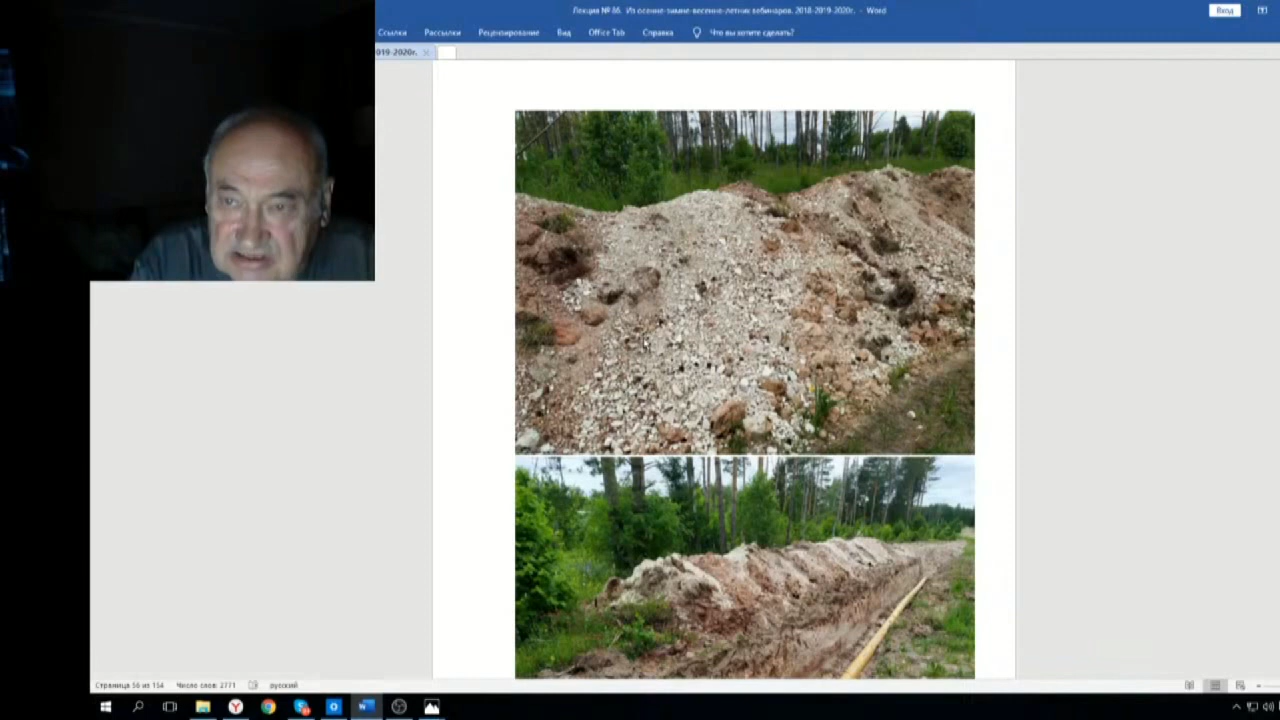 Лекция № 86. Из осенне-зимне-весенне-летних вебинаров. 2018-2019-2020г. - Word
Вход
Ссылки Рассылки Рецензирование Вид Office Tab Справка Что вы хотите сделать?
019-2020г.
Страница 56 из 154 Число слов: 2771 русский